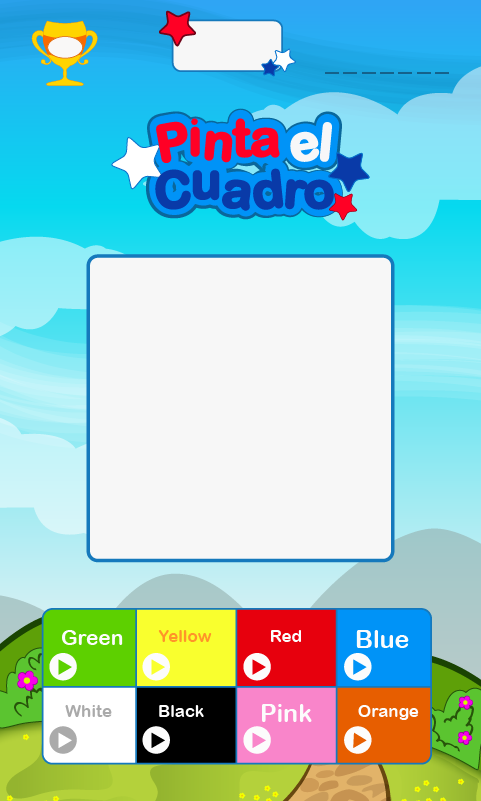 Pinta el
Cuadro
Green
Yellow
Red
Blue
White
Black
Pink
Orange